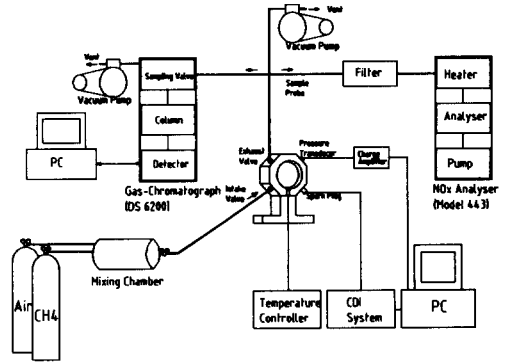 Vent
Vacuum Pump
Vent
Vacuum Pump
Sampling Valve
Column
Detector
PC
Gas-Chromatograph
(DS 6200)
Sample
Probe
Filter
Heater
Analyser
Pump
NOx Analyser
(Model 443)
Exhaust
Valve
Pressure
Transducer
Charge
Amplifier
Intake
Valve
Spark Plug
Mixing Chamber
Air
CH4
Temperature
Controller
CDI
System
PC